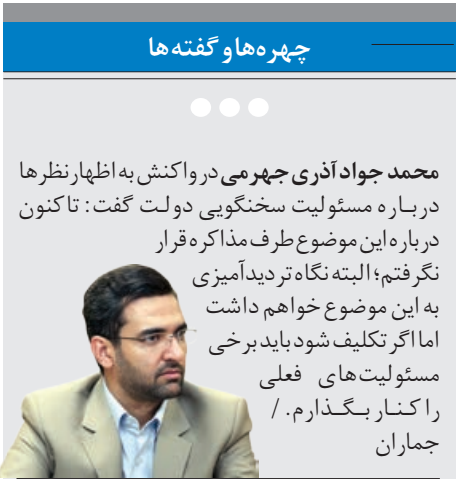 چهره‌ها و گفته‌ها
محمد جواد آذری جهرمی در واکنش به اظهارنظرها
درباره مسئولیت سخنگویی دولت گفت: تاکنون
درباره این موضوع طرف مذاکره قرار
نگرفتم؛ البته نگاه تردیدآمیزی
به این موضوع خواهم داشت
اما اگر تکلیف شود باید برخی
مسئولیت‌های فعلی
را کنار بگذارم. /
جماران